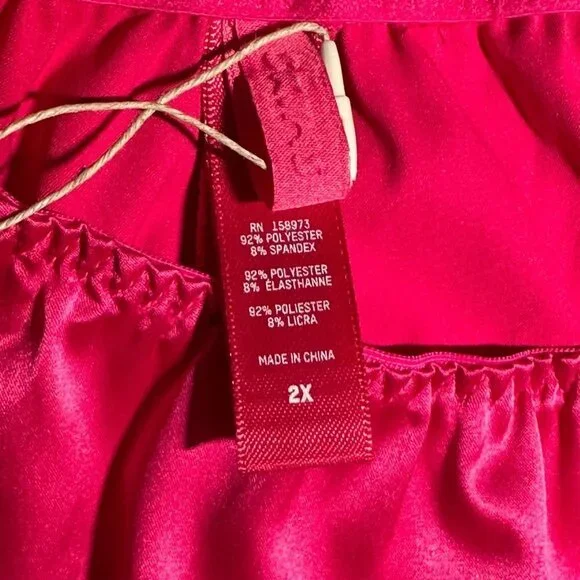 RN 158973
92% POLYESTER
8% SPANDEX
92% POLYESTER
8% ÉLASTHANNE
92% POLIESTER
8% LICRA
MADE IN CHINA
2X